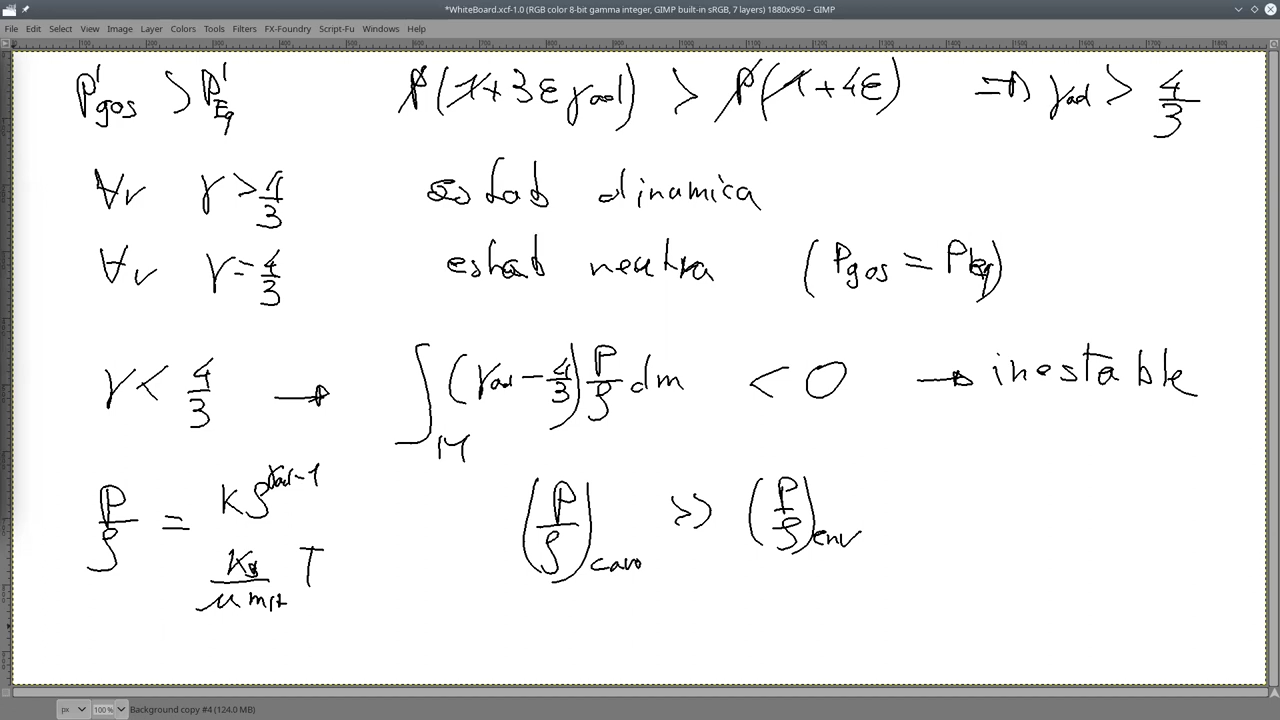 *WhiteBoard.xcf-1.0 (RGB color 8-bit gamma integer, GIMP built-in sRGB, 7 layers) 1880x950 – GIMP
File Edit Select View Image Layer Colors Tools Filters FX-Foundry Script-Fu Windows Help
P'gas > P'Eq P(1+3εγad) > P(1+4ε) ⇒ γad > 4/3
∀r γ > 4/3 estab dinamica
∀r γ = 4/3 estab neutra (Pgas = PEq)
γ < 4/3 → ∫M (γad − 4/3) P/ρ dm < 0 → inestable
P/ρ = Kρ^(γad−1) (P/ρ)core >> (P/ρ)env
KB/(μ mH) T
px 100% Background copy #4 (124.0 MB)